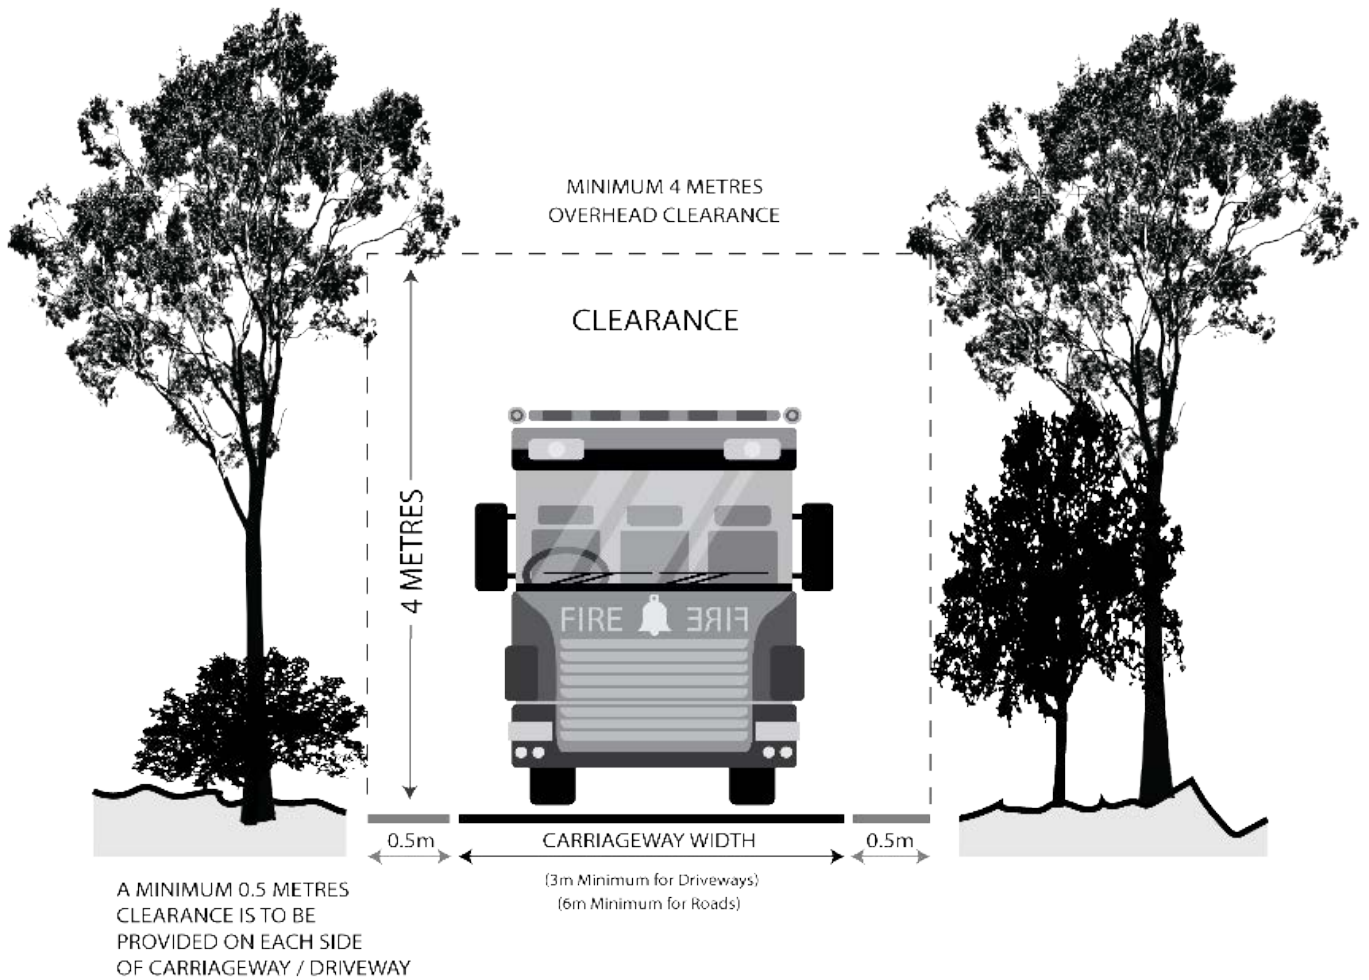 MINIMUM 4 METRES
OVERHEAD CLEARANCE
CLEARANCE
4 METRES
FIRE FIRE
0.5m
CARRIAGEWAY WIDTH
0.5m
(3m Minimum for Driveways)
(6m Minimum for Roads)
A MINIMUM 0.5 METRES
CLEARANCE IS TO BE
PROVIDED ON EACH SIDE
OF CARRIAGEWAY / DRIVEWAY